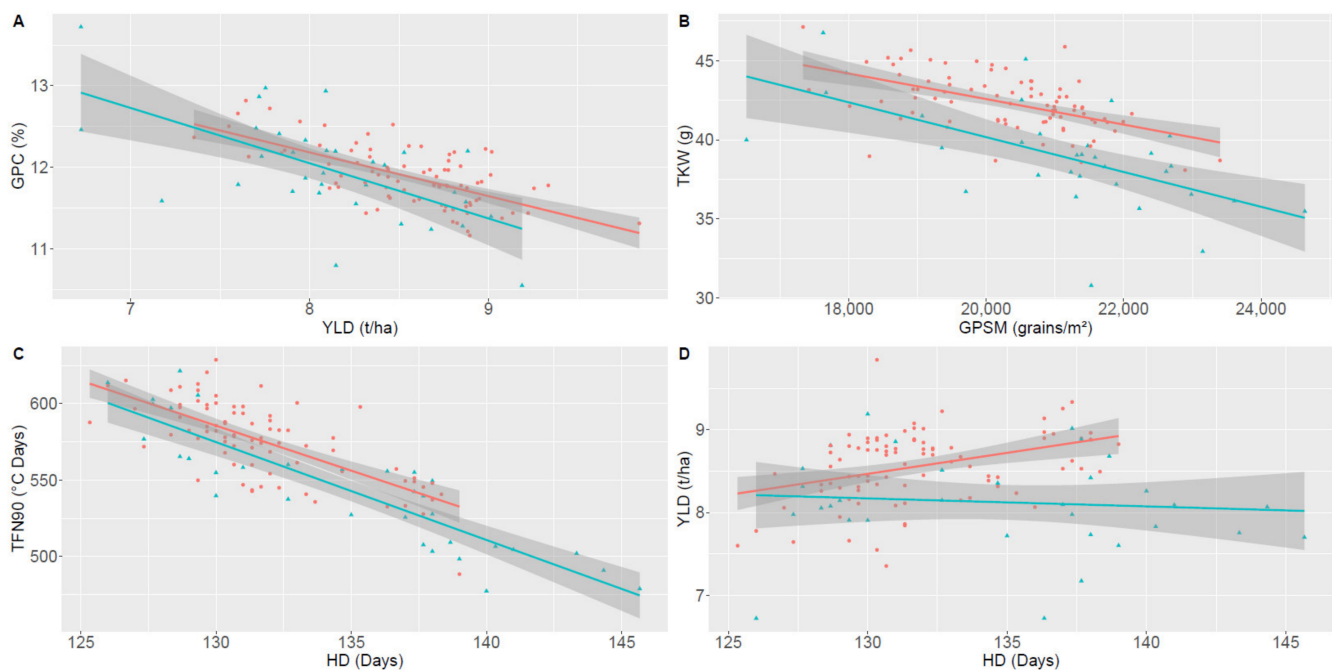 A
GPC (%)
13
12
11
7
8
9
YLD (t/ha)
B
TKW (g)
45
40
35
30
18,000
20,000
22,000
24,000
GPSM (grains/m²)
C
TFN90 (°C Days)
600
550
500
125
130
135
140
145
HD (Days)
D
YLD (t/ha)
9
8
7
125
130
135
140
145
HD (Days)